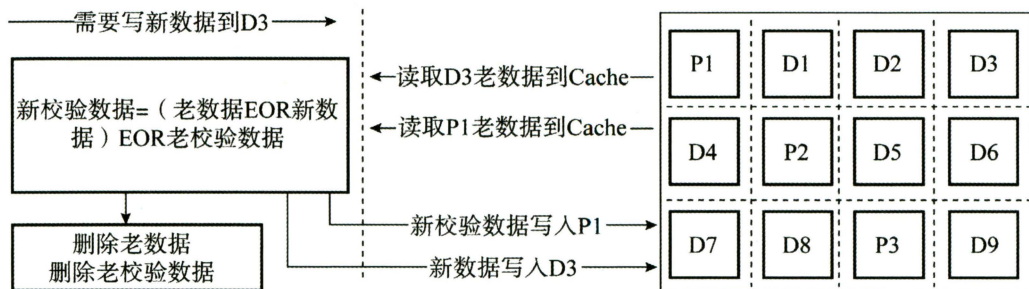 需要写新数据到D3
新校验数据=（老数据EOR新数
据）EOR老校验数据
删除老数据
删除老校验数据
读取D3老数据到Cache
读取P1老数据到Cache
新校验数据写入P1
新数据写入D3
P1 D1 D2 D3
D4 P2 D5 D6
D7 D8 P3 D9